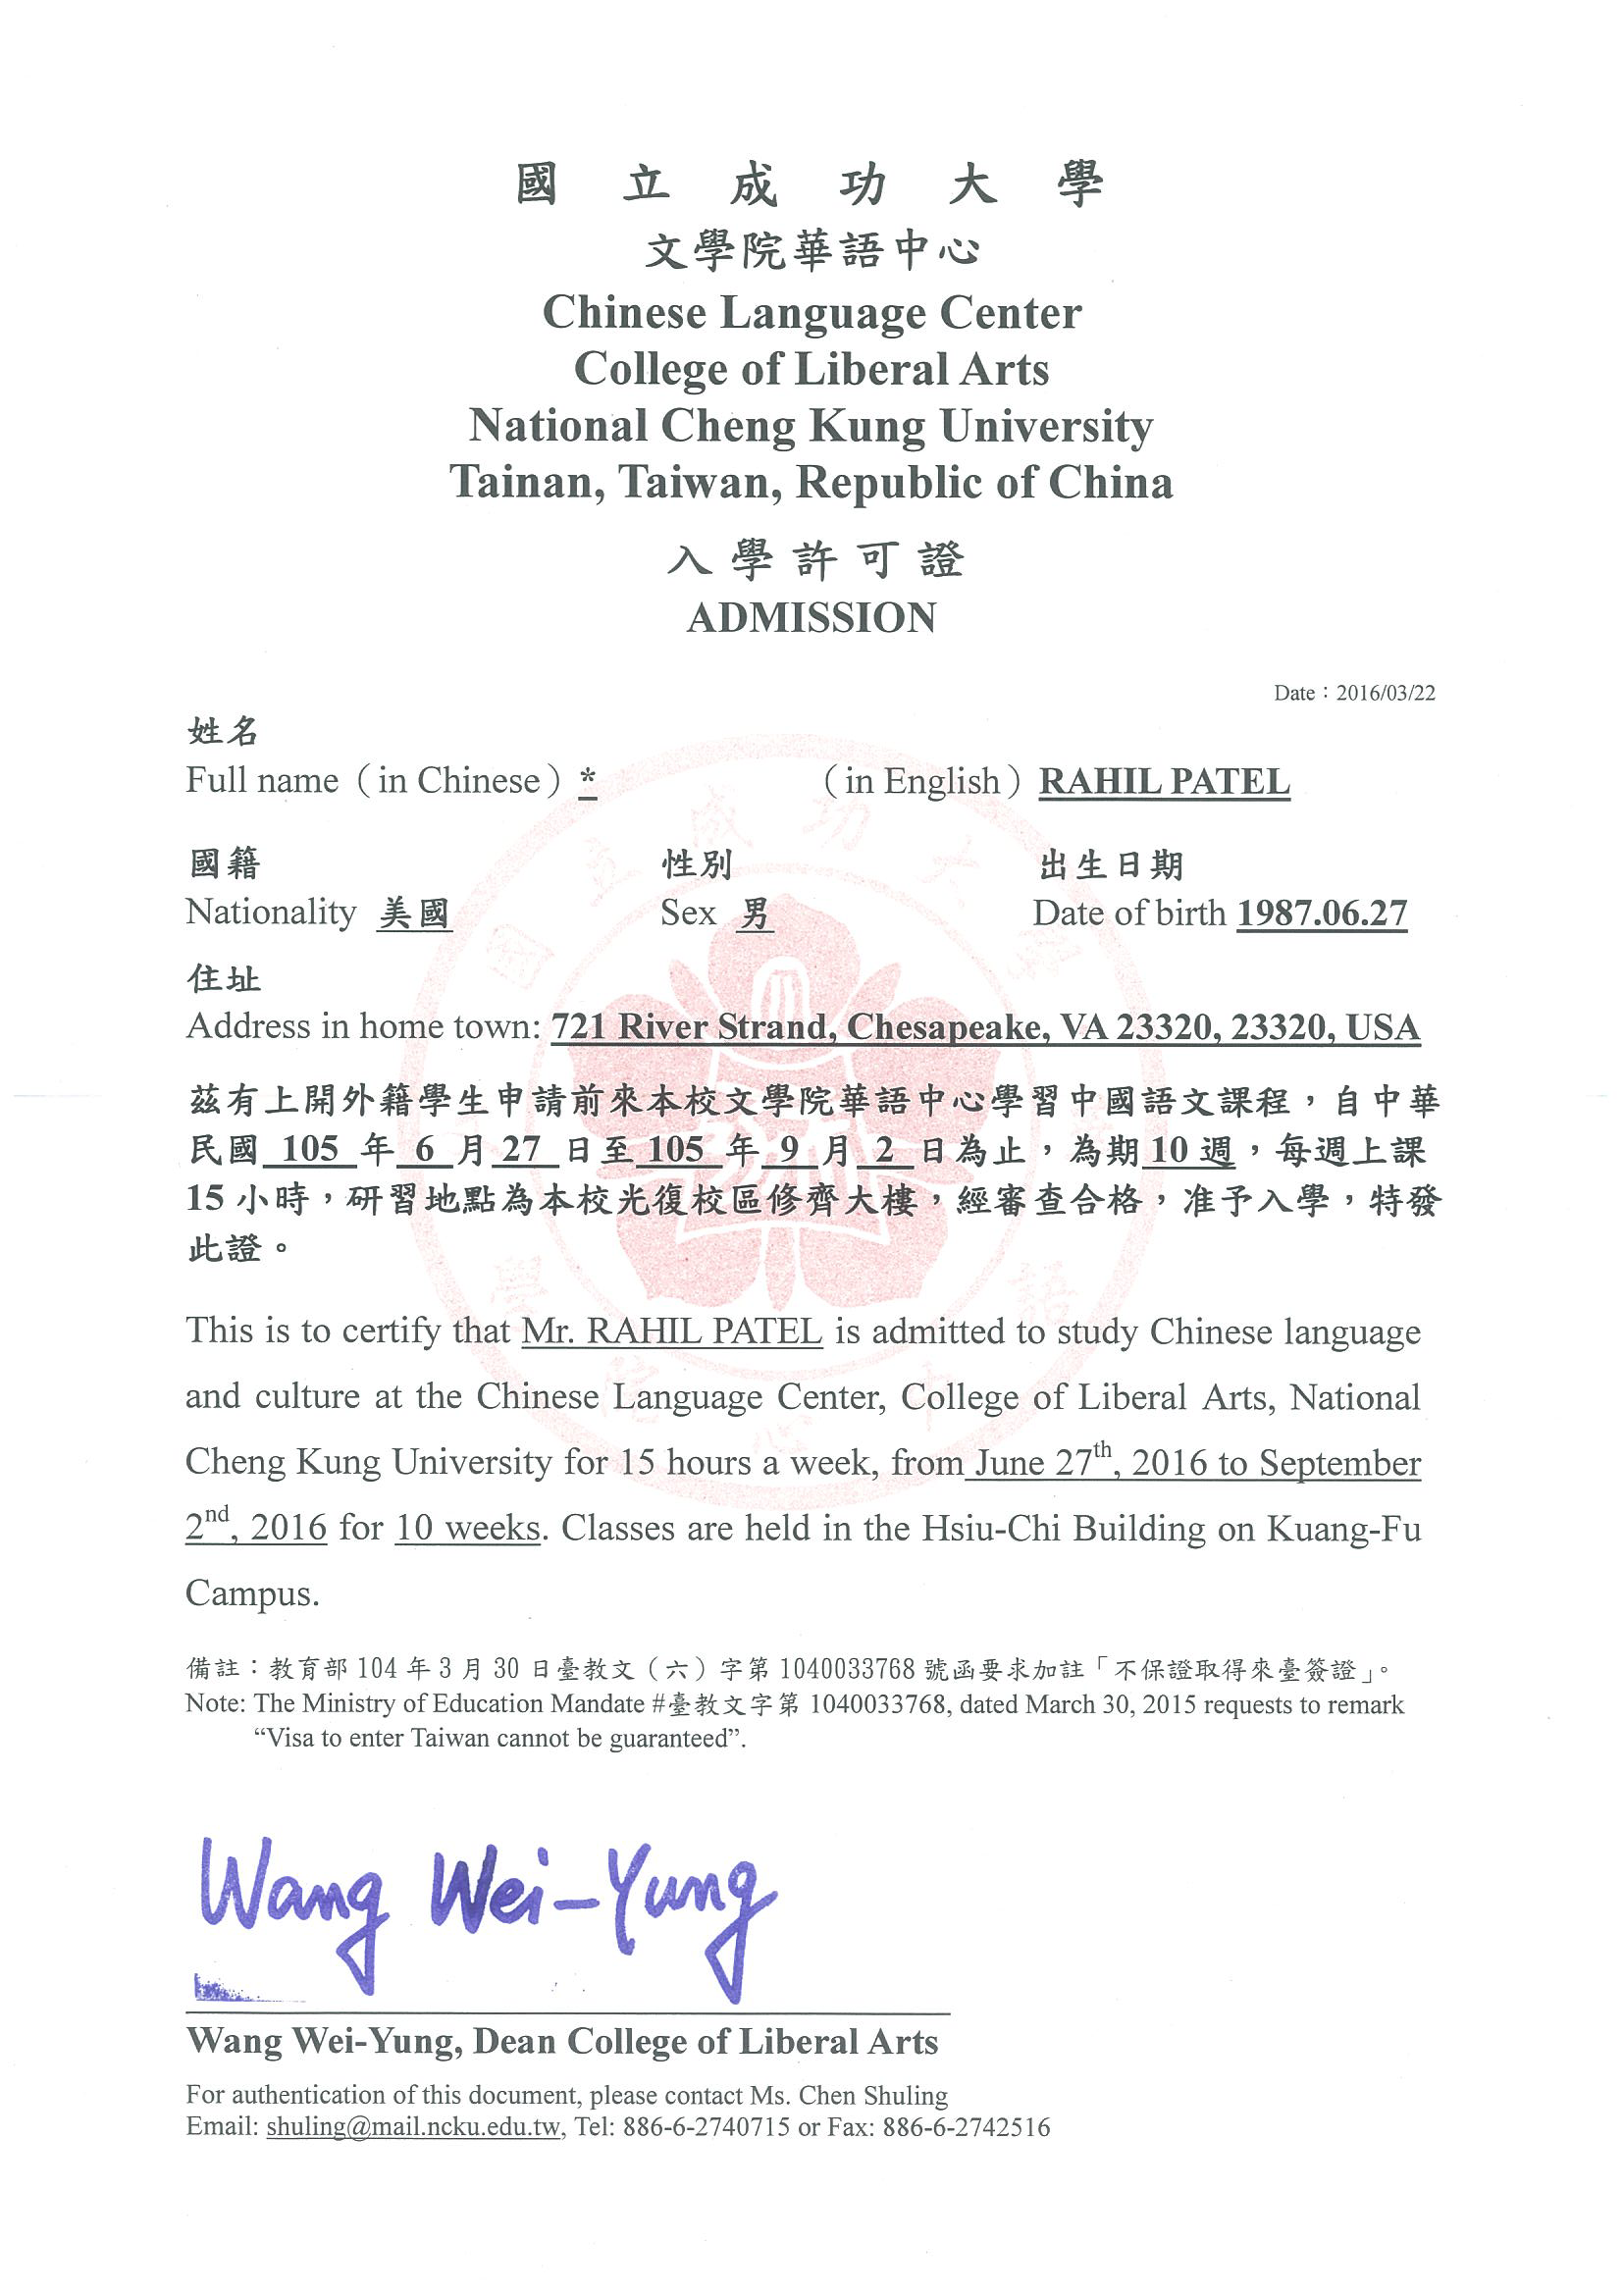 國立成功大學
文學院華語中心
Chinese Language Center
College of Liberal Arts
National Cheng Kung University
Tainan, Taiwan, Republic of China
入學許可證
ADMISSION
Date：2016/03/22
姓名
Full name（in Chinese）* （in English）RAHIL PATEL
國籍 性別 出生日期
Nationality 美國 Sex 男 Date of birth 1987.06.27
住址
Address in home town: 721 River Strand, Chesapeake, VA 23320, 23320, USA
茲有上開外籍學生申請前來本校文學院華語中心學習中國語文課程，自中華
民國 105 年 6 月 27 日至 105 年 9 月 2 日為止，為期 10 週，每週上課
15 小時，研習地點為本校光復校區修齊大樓，經審查合格，准予入學，特發
此證。
This is to certify that Mr. RAHIL PATEL is admitted to study Chinese language
and culture at the Chinese Language Center, College of Liberal Arts, National
Cheng Kung University for 15 hours a week, from June 27th, 2016 to September
2nd, 2016 for 10 weeks. Classes are held in the Hsiu-Chi Building on Kuang-Fu
Campus.
備註：教育部 104 年 3 月 30 日臺教文（六）字第 1040033768 號函要求加註「不保證取得來臺簽證」。
Note: The Ministry of Education Mandate #臺教文字第 1040033768, dated March 30, 2015 requests to remark
“Visa to enter Taiwan cannot be guaranteed”.
Wang Wei-Yung
Wang Wei-Yung, Dean College of Liberal Arts
For authentication of this document, please contact Ms. Chen Shuling
Email: shuling@mail.ncku.edu.tw, Tel: 886-6-2740715 or Fax: 886-6-2742516